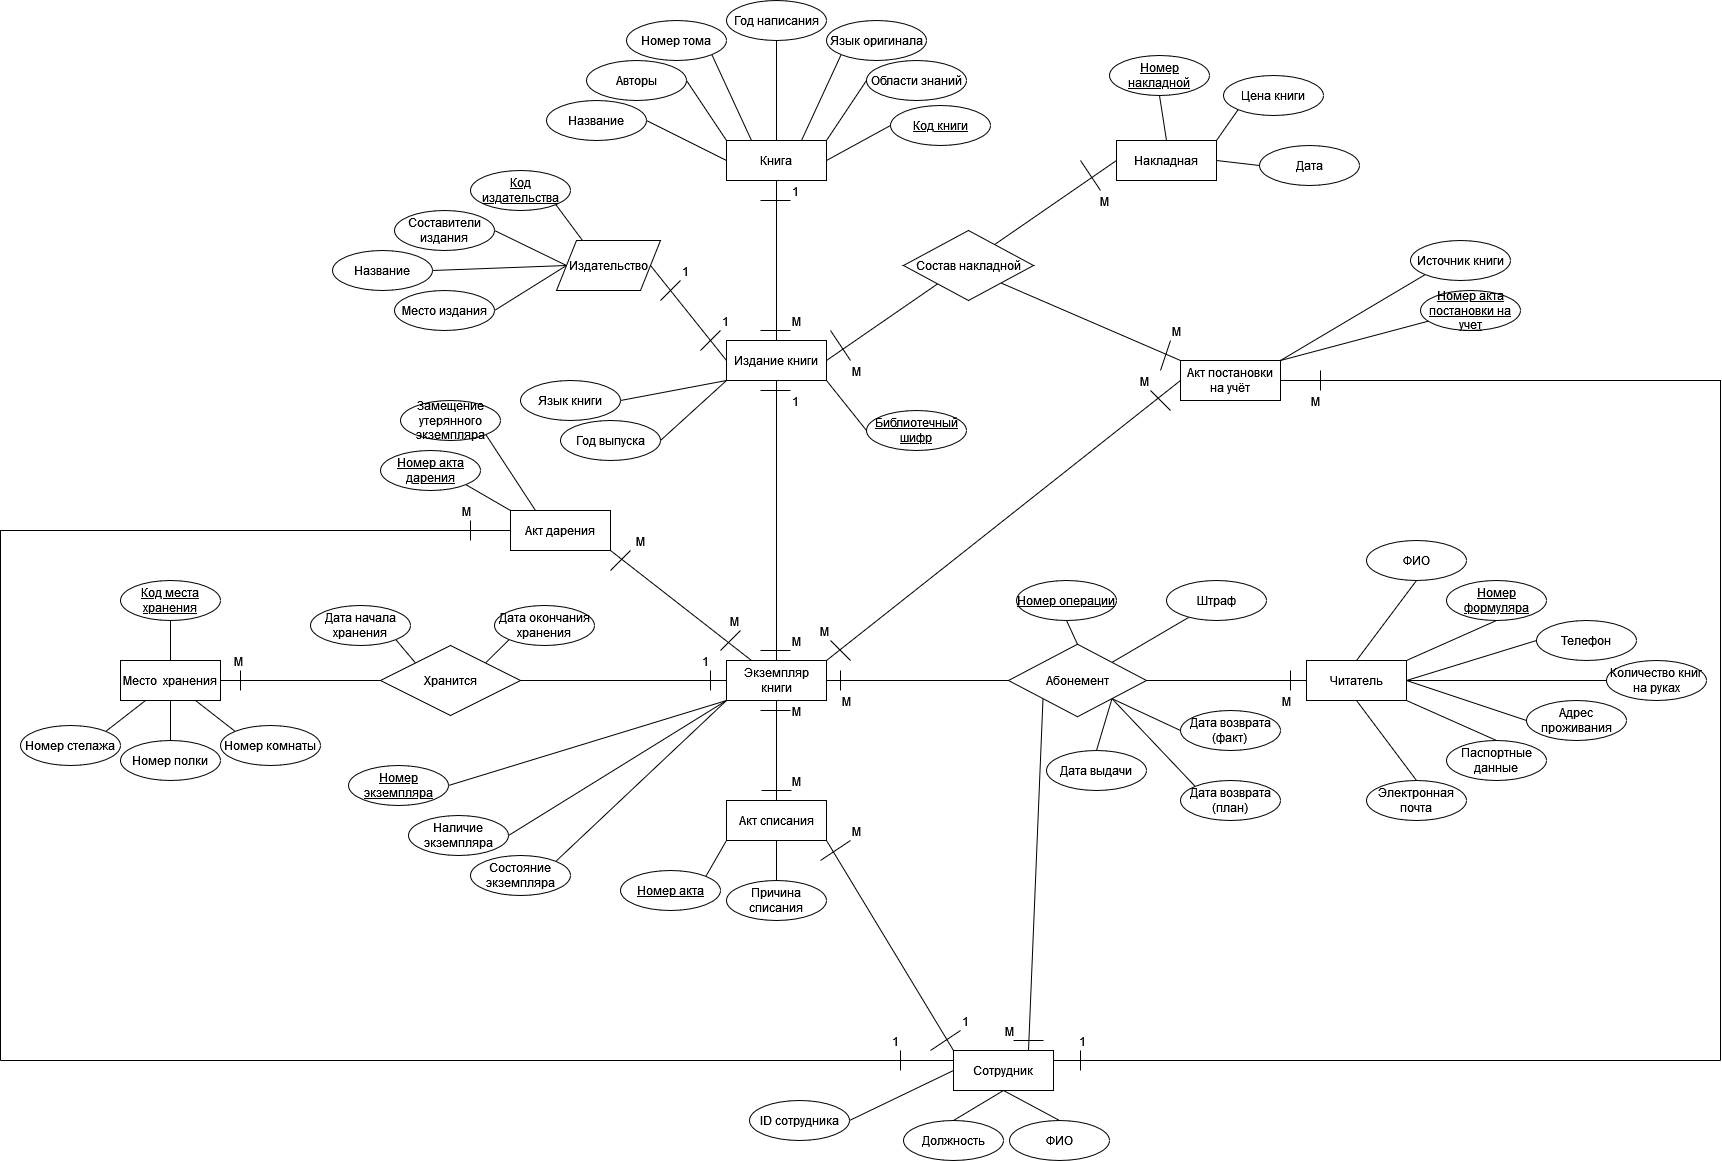 Год написания
Номер тома
Язык оригинала
Авторы
Области знаний
Название
Код книги
Книга
1
Номер
накладной
Цена книги
Накладная
Дата
М
Код
издательства
Составители
издания
Название
Издательство
Место издания
1
1
М
Состав накладной
Источник книги
Номер акта
постановки на
учет
М
Издание книги
М
Акт постановки
на учёт
М
М
1
Язык книги
Год выпуска
Библиотечный
шифр
Замещение
утерянного
экземпляра
Номер акта
дарения
М
Акт дарения
М
Код места
хранения
Дата начала
хранения
Дата окончания
хранения
М
М
М
Номер операции
Штраф
ФИО
Номер
формуляра
Телефон
Место хранения
М
Хранится
1
Экземпляр
книги
М
Абонемент
М
Читатель
Количество книг
на руках
Адрес
проживания
Паспортные
данные
Электронная
почта
Номер стелажа
Номер полки
Номер комнаты
М
Дата возврата
(факт)
Дата выдачи
Дата возврата
(план)
Номер
экземпляра
Наличие
экземпляра
Состояние
экземпляра
М
Акт списания
М
Номер акта
Причина
списания
1
1
М
1
Сотрудник
ID сотрудника
Должность
ФИО